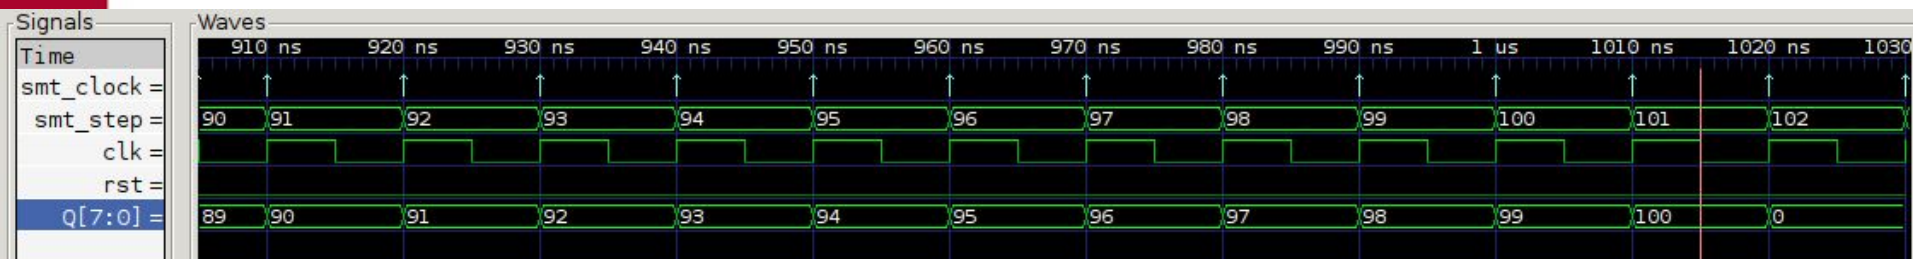 Signals
Waves
Time
910 ns 920 ns 930 ns 940 ns 950 ns 960 ns 970 ns 980 ns 990 ns 1 us 1010 ns 1020 ns 1030
smt_clock =
smt_step = 90 91 92 93 94 95 96 97 98 99 100 101 102
clk =
rst =
Q[7:0] = 89 90 91 92 93 94 95 96 97 98 99 100 0